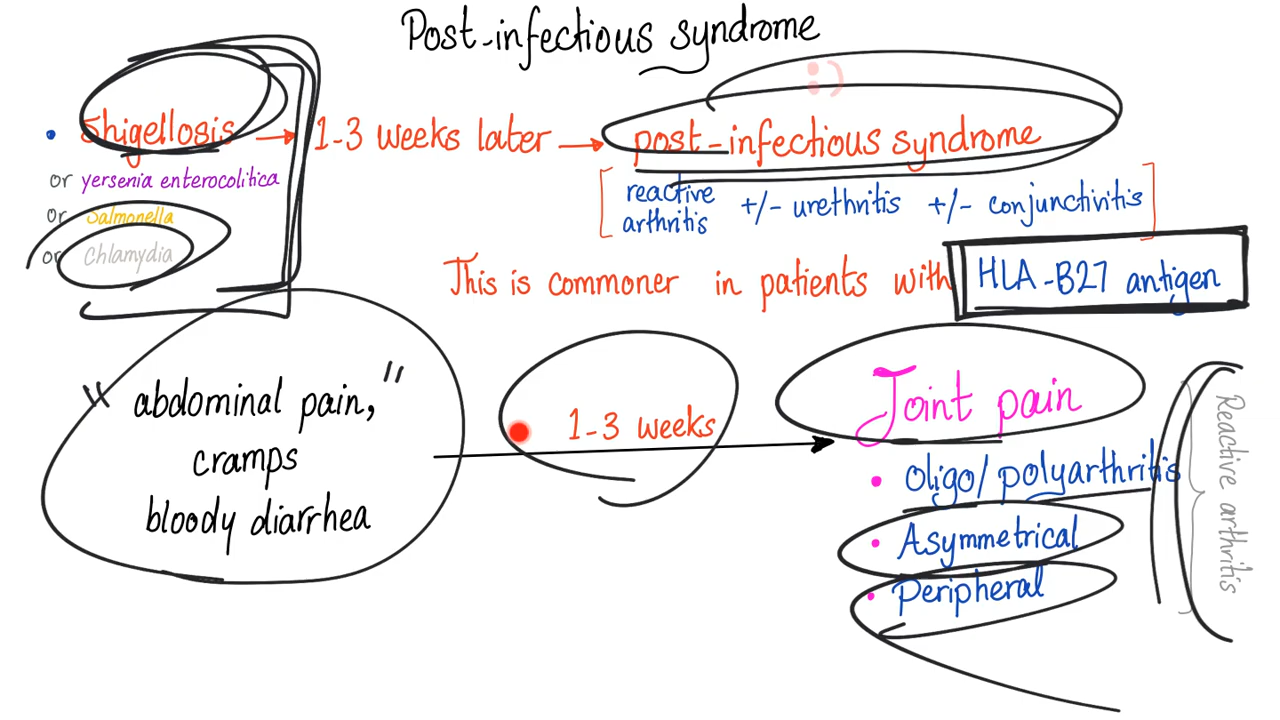 Post-infectious syndrome
:)
• Shigellosis → 1-3 weeks later → post-infectious syndrome
or yersenia enterocolitica
or Salmonella
or Chlamydia
[reactive arthritis +/- urethritis +/- conjunctivitis]
This is commoner in patients with HLA-B27 antigen
"abdominal pain,"
cramps
bloody diarrhea
1-3 weeks
Joint pain
• Oligo/polyarthritis
• Asymmetrical
• Peripheral
Reactive arthritis